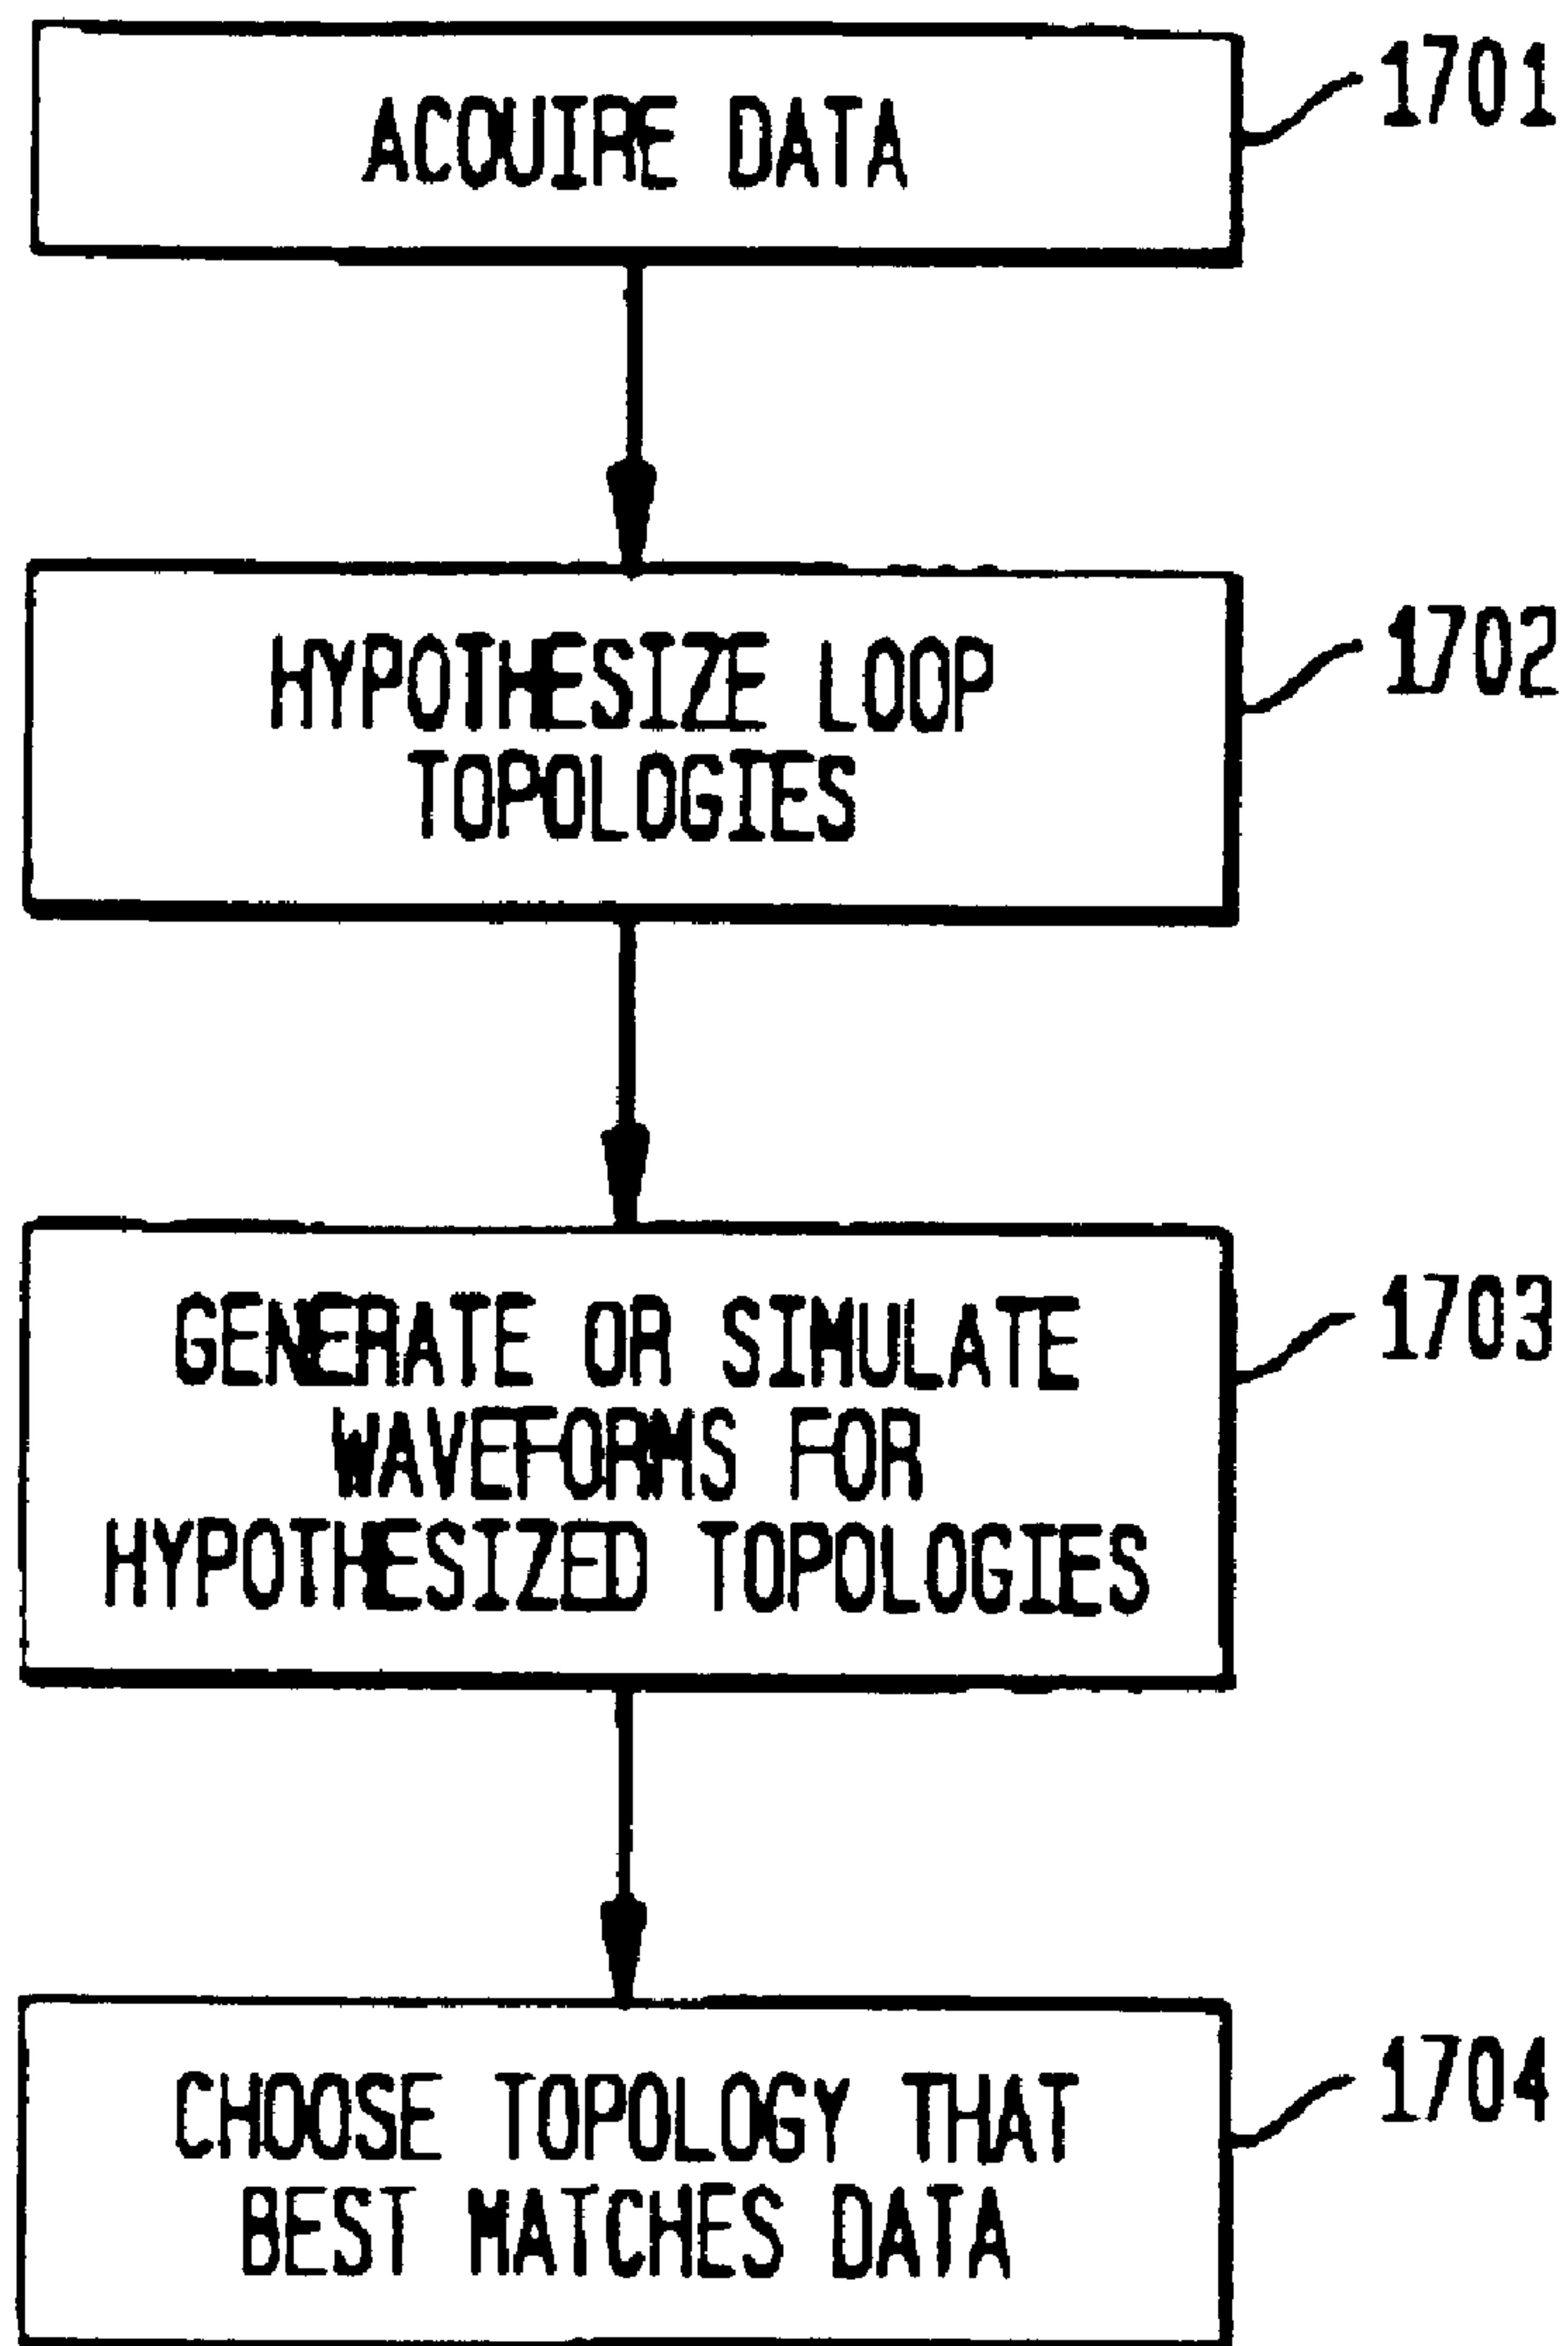 ACQUIRE DATA
1701
HYPOTHESIZE LOOP
TOPOLOGIES
1702
GENERATE OR SIMULATE
WAVEFORMS FOR
HYPOTHESIZED TOPOLOGIES
1703
CHOOSE TOPOLOGY THAT
BEST MATCHES DATA
1704